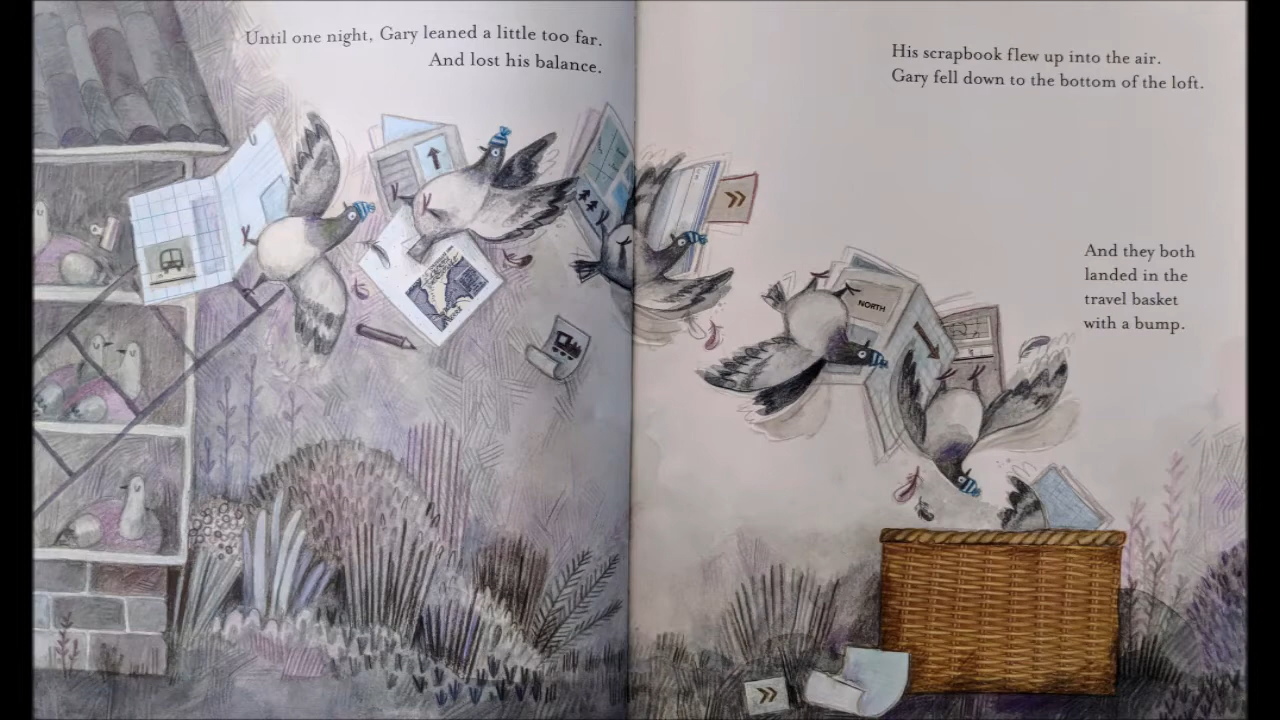 Until one night, Gary leaned a little too far.
And lost his balance.
His scrapbook flew up into the air.
Gary fell down to the bottom of the loft.
And they both
landed in the
travel basket
with a bump.
NORTH